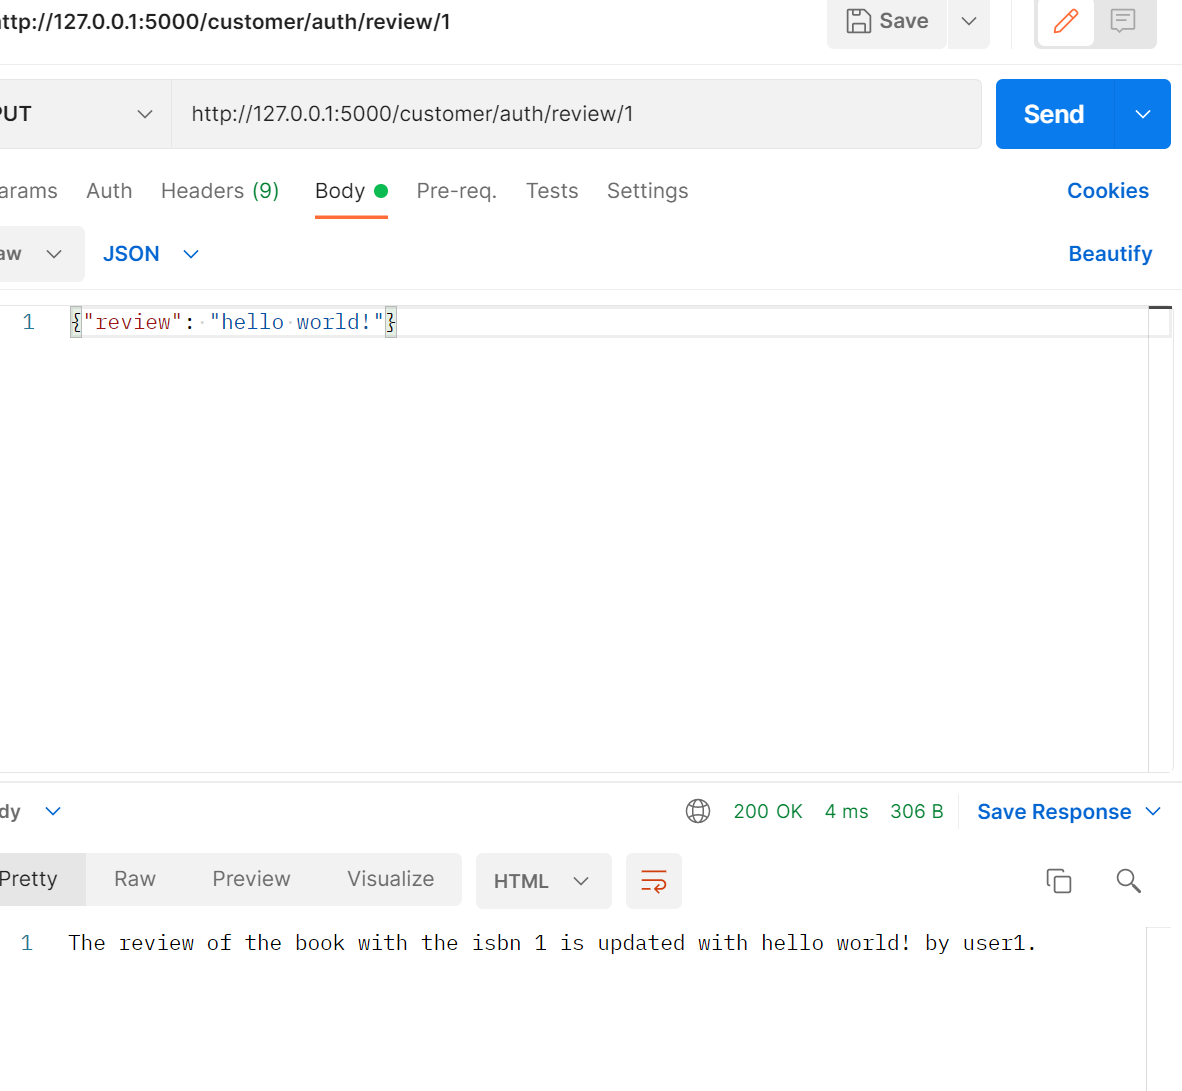 ttp://127.0.0.1:5000/customer/auth/review/1
Save
PUT
http://127.0.0.1:5000/customer/auth/review/1
Send
arams Auth Headers (9) Body Pre-req. Tests Settings Cookies
aw JSON Beautify
1 {"review": "hello world!"}
dy 200 OK 4 ms 306 B Save Response
Pretty Raw Preview Visualize HTML
1 The review of the book with the isbn 1 is updated with hello world! by user1.